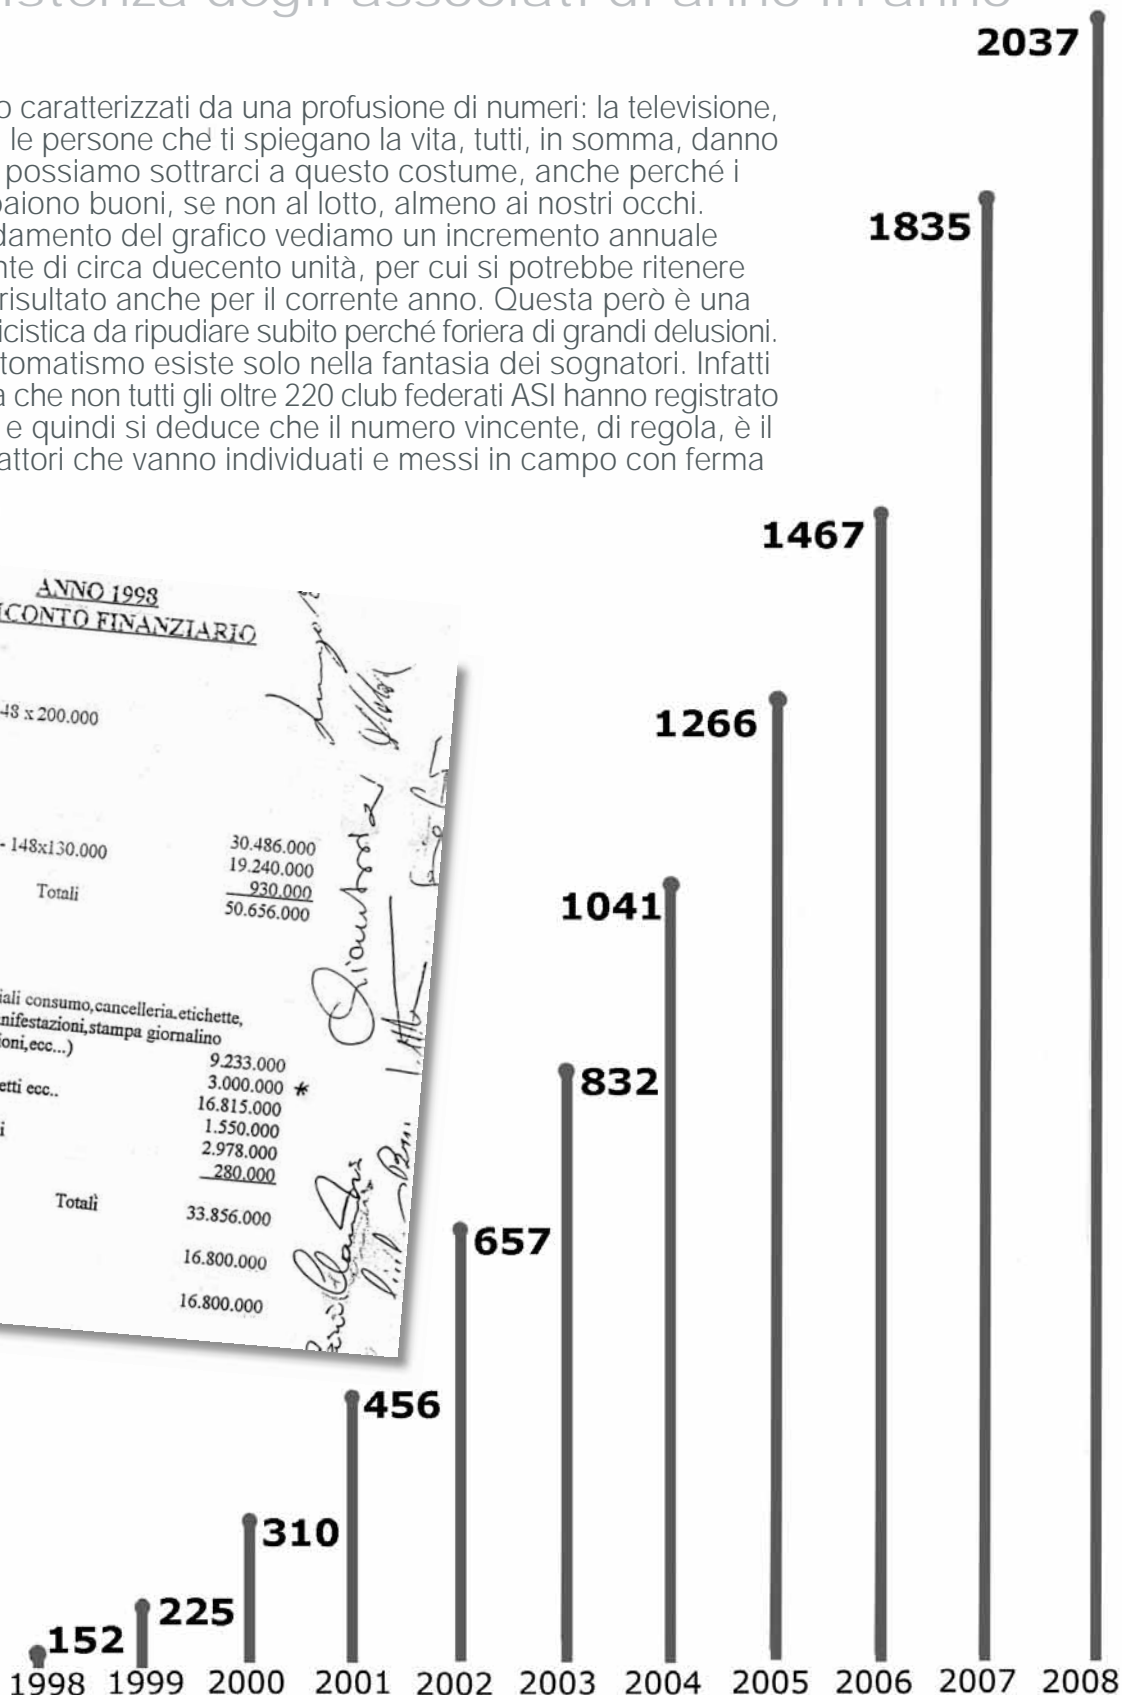 istenza degli associati di anno in anno
o caratterizzati da una profusione di numeri: la televisione,
le persone che ti spiegano la vita, tutti, in somma, danno
possiamo sottrarci a questo costume, anche perché i
paiono buoni, se non al lotto, almeno ai nostri occhi.
damento del grafico vediamo un incremento annuale
nte di circa duecento unità, per cui si potrebbe ritenere
risultato anche per il corrente anno. Questa però è una
icistica da ripudiare subito perché foriera di grandi delusioni.
tomatismo esiste solo nella fantasia dei sognatori. Infatti
a che non tutti gli oltre 220 club federati ASI hanno registrato
e quindi si deduce che il numero vincente, di regola, è il
attori che vanno individuati e messi in campo con ferma
ANNO 1998
CONTO FINANZIARIO
48 x 200.000
- 148x130.000 30.486.000
19.240.000
930.000
Totali 50.656.000
iali consumo,cancelleria.etichette,
nifestazioni,stampa giornalino
oni,ecc...) 9.233.000
3.000.000 *
etti ecc.. 16.815.000
1.550.000
i 2.978.000
280.000
Totali 33.856.000
16.800.000
16.800.000
2037
1835
1467
1266
1041
832
657
456
310
225
152
1998 1999 2000 2001 2002 2003 2004 2005 2006 2007 2008